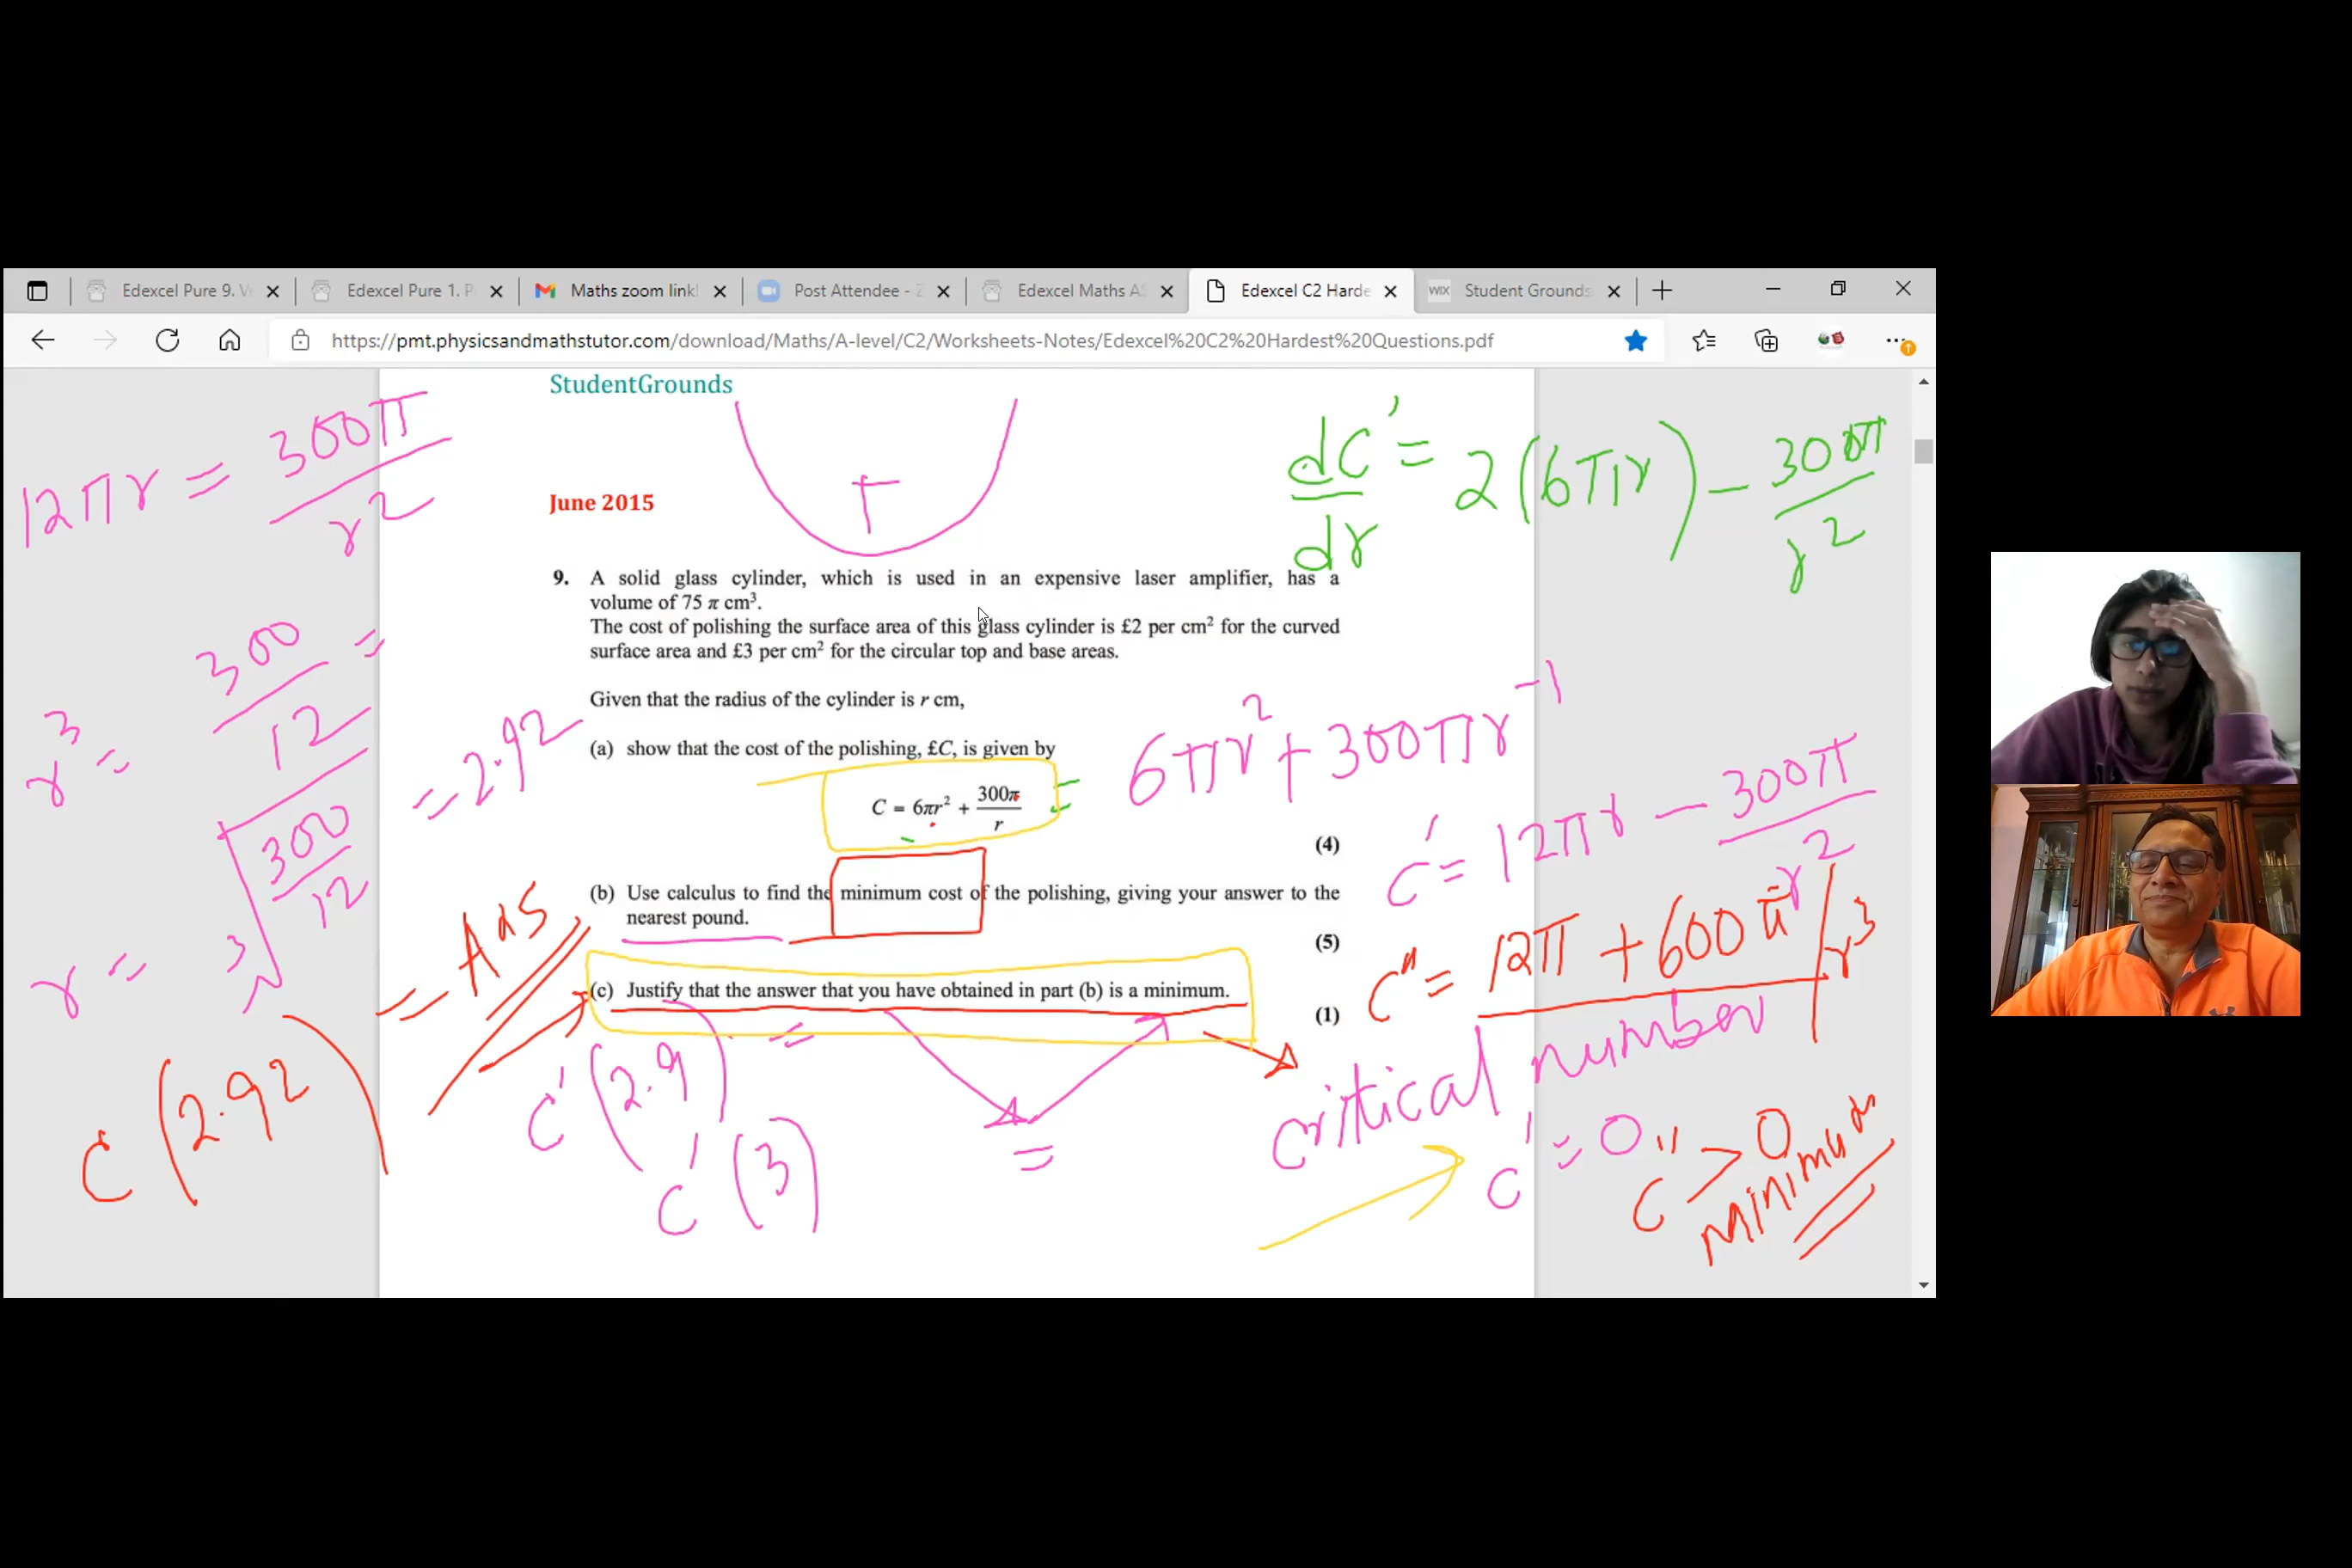 Edexcel Pure 9. V
Edexcel Pure 1. P
Maths zoom link
Post Attendee - Z
Edexcel Maths A
Edexcel C2 Harde
WIX
Student Grounds
https://pmt.physicsandmathstutor.com/download/Maths/A-level/C2/Worksheets-Notes/Edexcel%20C2%20Hardest%20Questions.pdf
StudentGrounds
12πr = 300π/r²
dC/dr ' = 2(6πr) - 300π/r²
June 2015
9. A solid glass cylinder, which is used in an expensive laser amplifier, has a
volume of 75 π cm³.
The cost of polishing the surface area of this glass cylinder is £2 per cm² for the curved
surface area and £3 per cm² for the circular top and base areas.
Given that the radius of the cylinder is r cm,
r³ = 300/12 =
(a) show that the cost of the polishing, £C, is given by
C = 6πr² + 300π/r
= 6πr² + 300πr⁻¹
(4)
r = ³√300/12 = 2.92
C' = 12πr - 300π/r²
(b) Use calculus to find the minimum cost of the polishing, giving your answer to the
nearest pound.
(5)
C" = 12π + 600π/r³
(c) Justify that the answer that you have obtained in part (b) is a minimum.
(1)
C(2.92) = Ans
C'(2.9) =
C'(3)
=
critical number
C' = 0
C" > 0
minimum